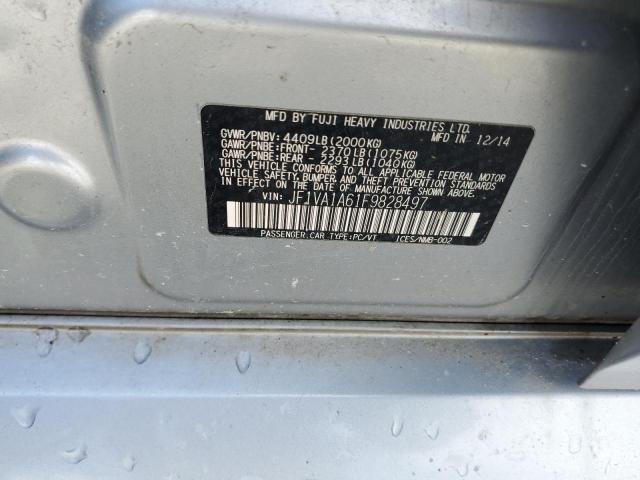 MFD BY FUJI HEAVY INDUSTRIES LTD.
GVWR/PNBV: 4409LB(2000KG) M 12/14
GAWR/PNBE:FRONT- 2370LB(1075KG)
GAWR/PNBE:REAR - 2293LB(1040KG)
THIS VEHICLE CONFORMS TO ALL APPLICABLE FEDERAL MOTOR
VEHICLE SAFETY, BUMPER, AND THEFT PREVENTION STANDARDS
IN EFFECT ON THE DATE OF MANUFACTURE SHOWN ABOVE.
VIN: JF1VA1A61F9828497
PASSENGER CAR TYPE:PC/VT ICES/NMB-002